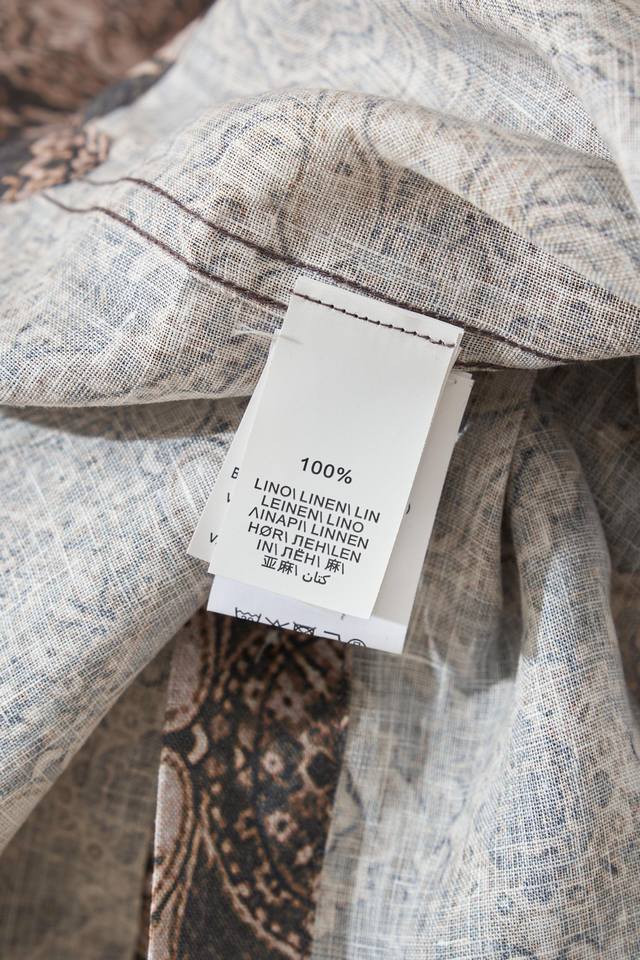 100%
LINO\ LINEN\ LIN
LEINEN\ LINO
ΛΙΝΑΡΙ\ LINNEN
HØR\ ЛЕН\LEN
IN\ ЛЁН\ 麻\
亚麻\ كتان